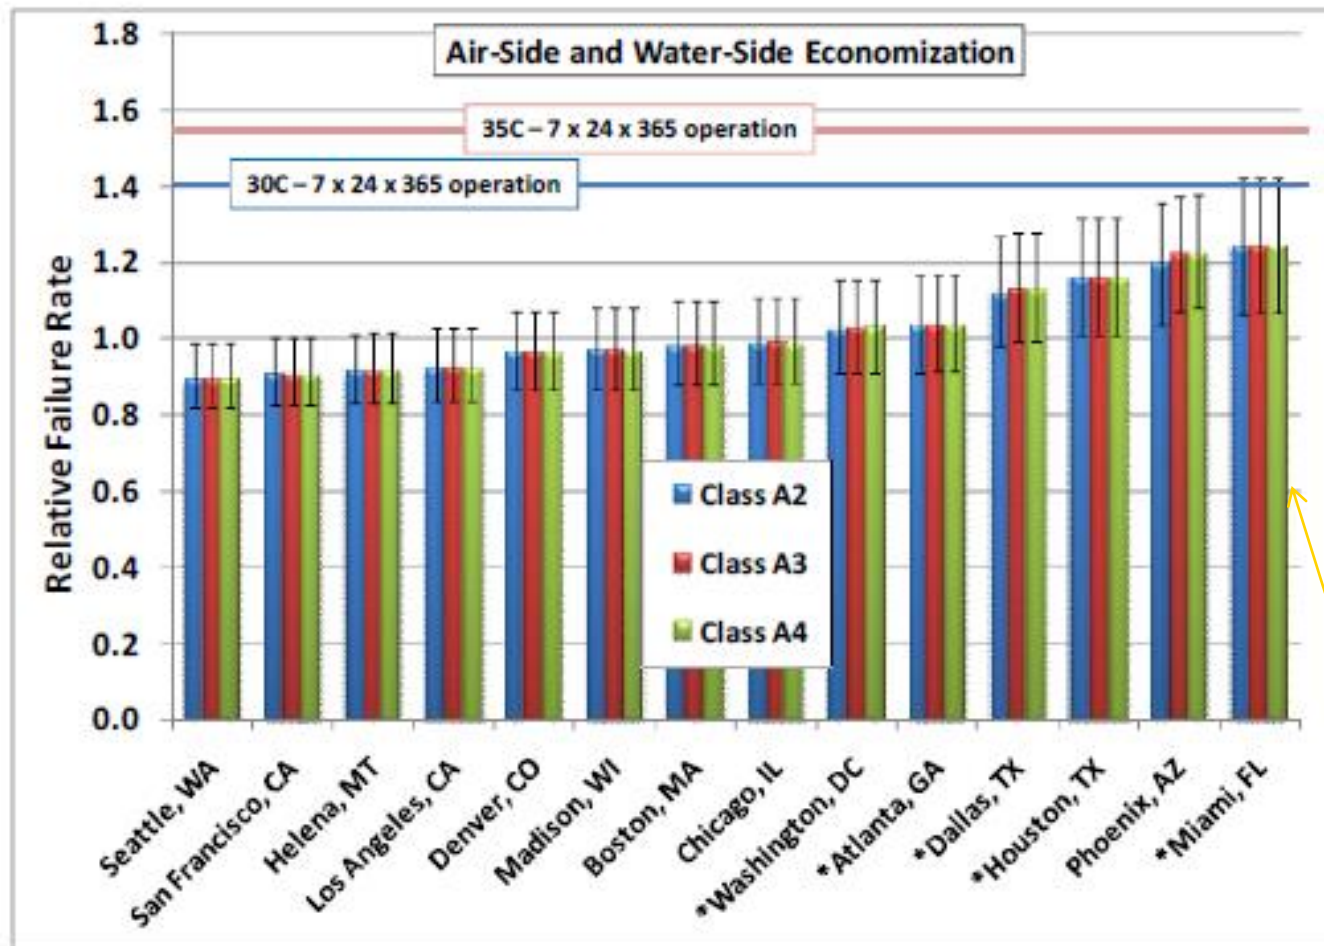 Air-Side and Water-Side Economization
35C – 7 x 24 x 365 operation
30C – 7 x 24 x 365 operation
Relative Failure Rate
1.8
1.6
1.4
1.2
1.0
0.8
0.6
0.4
0.2
0.0
Class A2
Class A3
Class A4
Seattle, WA
San Francisco, CA
Helena, MT
Los Angeles, CA
Denver, CO
Madison, WI
Boston, MA
Chicago, IL
*Washington, DC
*Atlanta, GA
*Dallas, TX
*Houston, TX
Phoenix, AZ
*Miami, FL